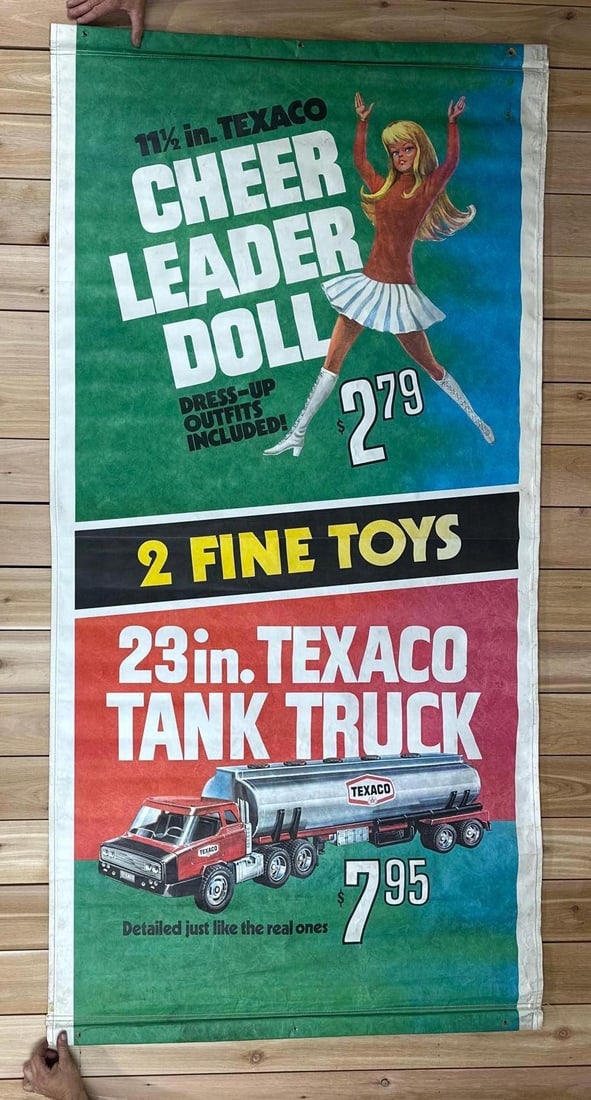 11½ in. TEXACO
CHEER
LEADER
DOLL
DRESS-UP
OUTFITS
INCLUDED!
$2.79
2 FINE TOYS
23 in. TEXACO
TANK TRUCK
TEXACO
TEXACO
$7.95
Detailed just like the real ones